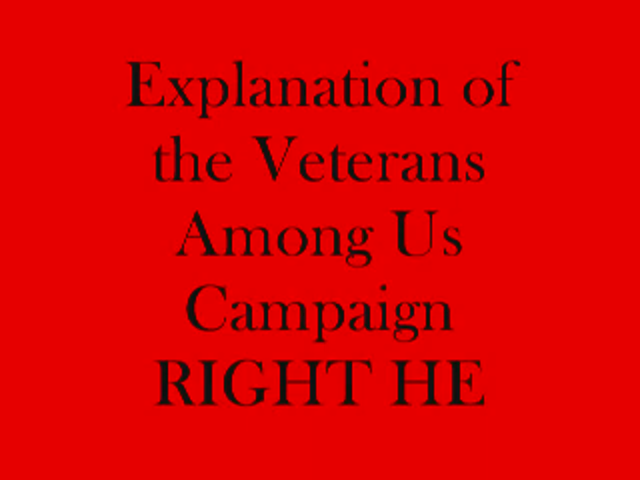 Explanation of
the Veterans
Among Us
Campaign
RIGHT HE